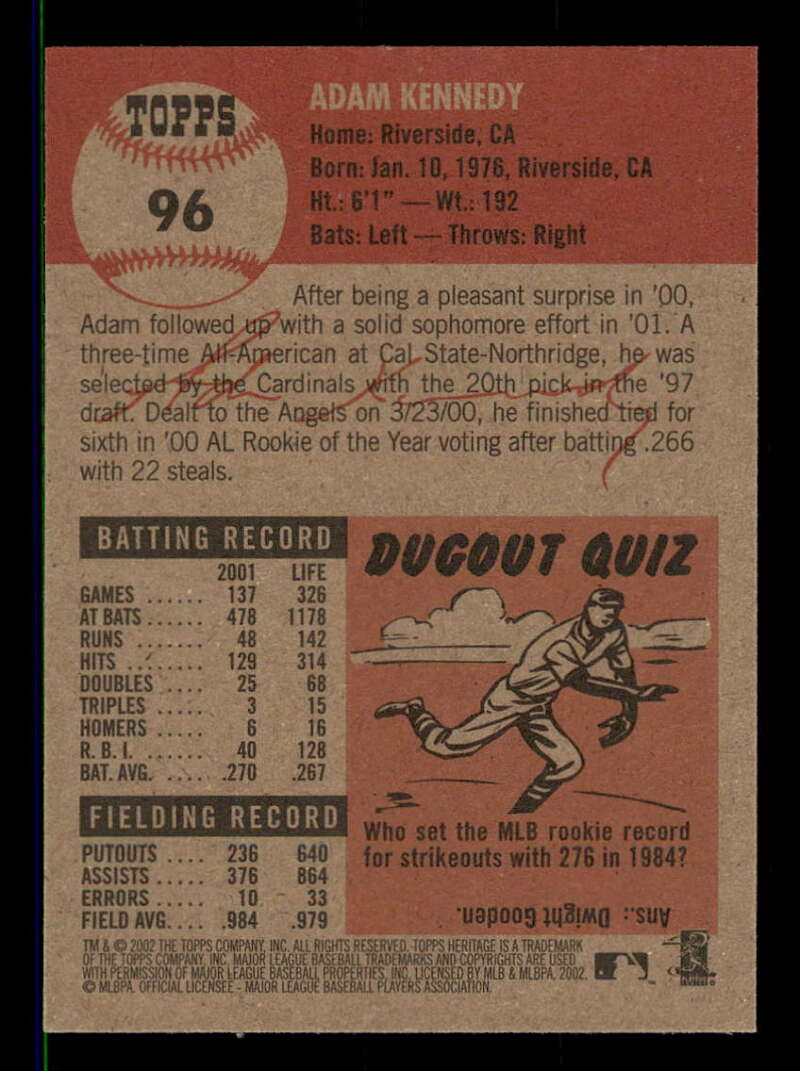 TOPPS
96
ADAM KENNEDY
Home: Riverside, CA
Born: Jan. 10, 1976, Riverside, CA
Ht.: 6'1" — Wt.: 192
Bats: Left — Throws: Right
After being a pleasant surprise in '00,
Adam followed up with a solid sophomore effort in '01. A
three-time All-American at Cal State-Northridge, he was
selected by the Cardinals with the 20th pick in the '97
draft. Dealt to the Angels on 3/23/00, he finished tied for
sixth in '00 AL Rookie of the Year voting after batting .266
with 22 steals.
BATTING RECORD
2001 LIFE
GAMES ...... 137 326
AT BATS ...... 478 1178
RUNS ....... 48 142
HITS ........ 129 314
DOUBLES .... 25 68
TRIPLES ..... 3 15
HOMERS ..... 6 16
R.B.I. ...... 40 128
BAT. AVG. ..... .270 .267
FIELDING RECORD
PUTOUTS .... 236 640
ASSISTS ..... 376 864
ERRORS ..... 10 33
FIELD AVG. ... .984 .979
DUGOUT QUIZ
Who set the MLB rookie record
for strikeouts with 276 in 1984?
Ans.: Dwight Gooden.
TM & © 2002 THE TOPPS COMPANY, INC. ALL RIGHTS RESERVED. TOPPS HERITAGE IS A TRADEMARK
OF THE TOPPS COMPANY, INC. MAJOR LEAGUE BASEBALL TRADEMARKS AND COPYRIGHTS ARE USED
WITH PERMISSION OF MAJOR LEAGUE BASEBALL PROPERTIES, INC. LICENSED BY MLB & MLBPA, 2002.
© MLBPA. OFFICIAL LICENSEE - MAJOR LEAGUE BASEBALL PLAYERS ASSOCIATION.